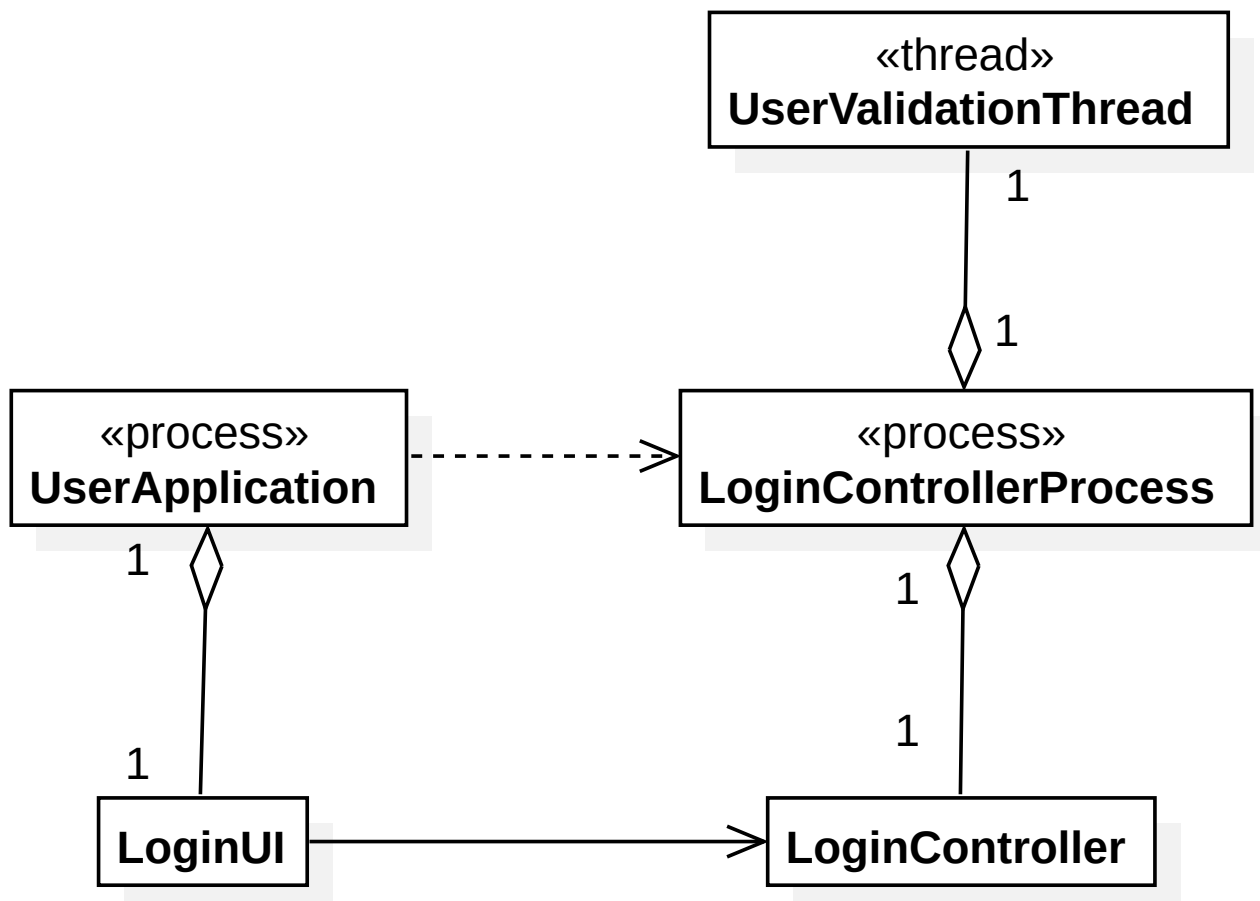 «thread»
UserValidationThread
1
1
«process»
UserApplication
«process»
LoginControllerProcess
1
1
1
1
LoginUI
LoginController